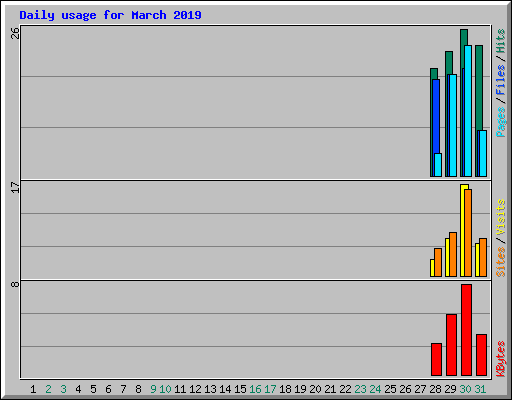 Daily usage for March 2019
26
17
8
Pages / Files / Hits
Sites / Visits
KBytes
1 2 3 4 5 6 7 8 9 10 11 12 13 14 15 16 17 18 19 20 21 22 23 24 25 26 27 28 29 30 31